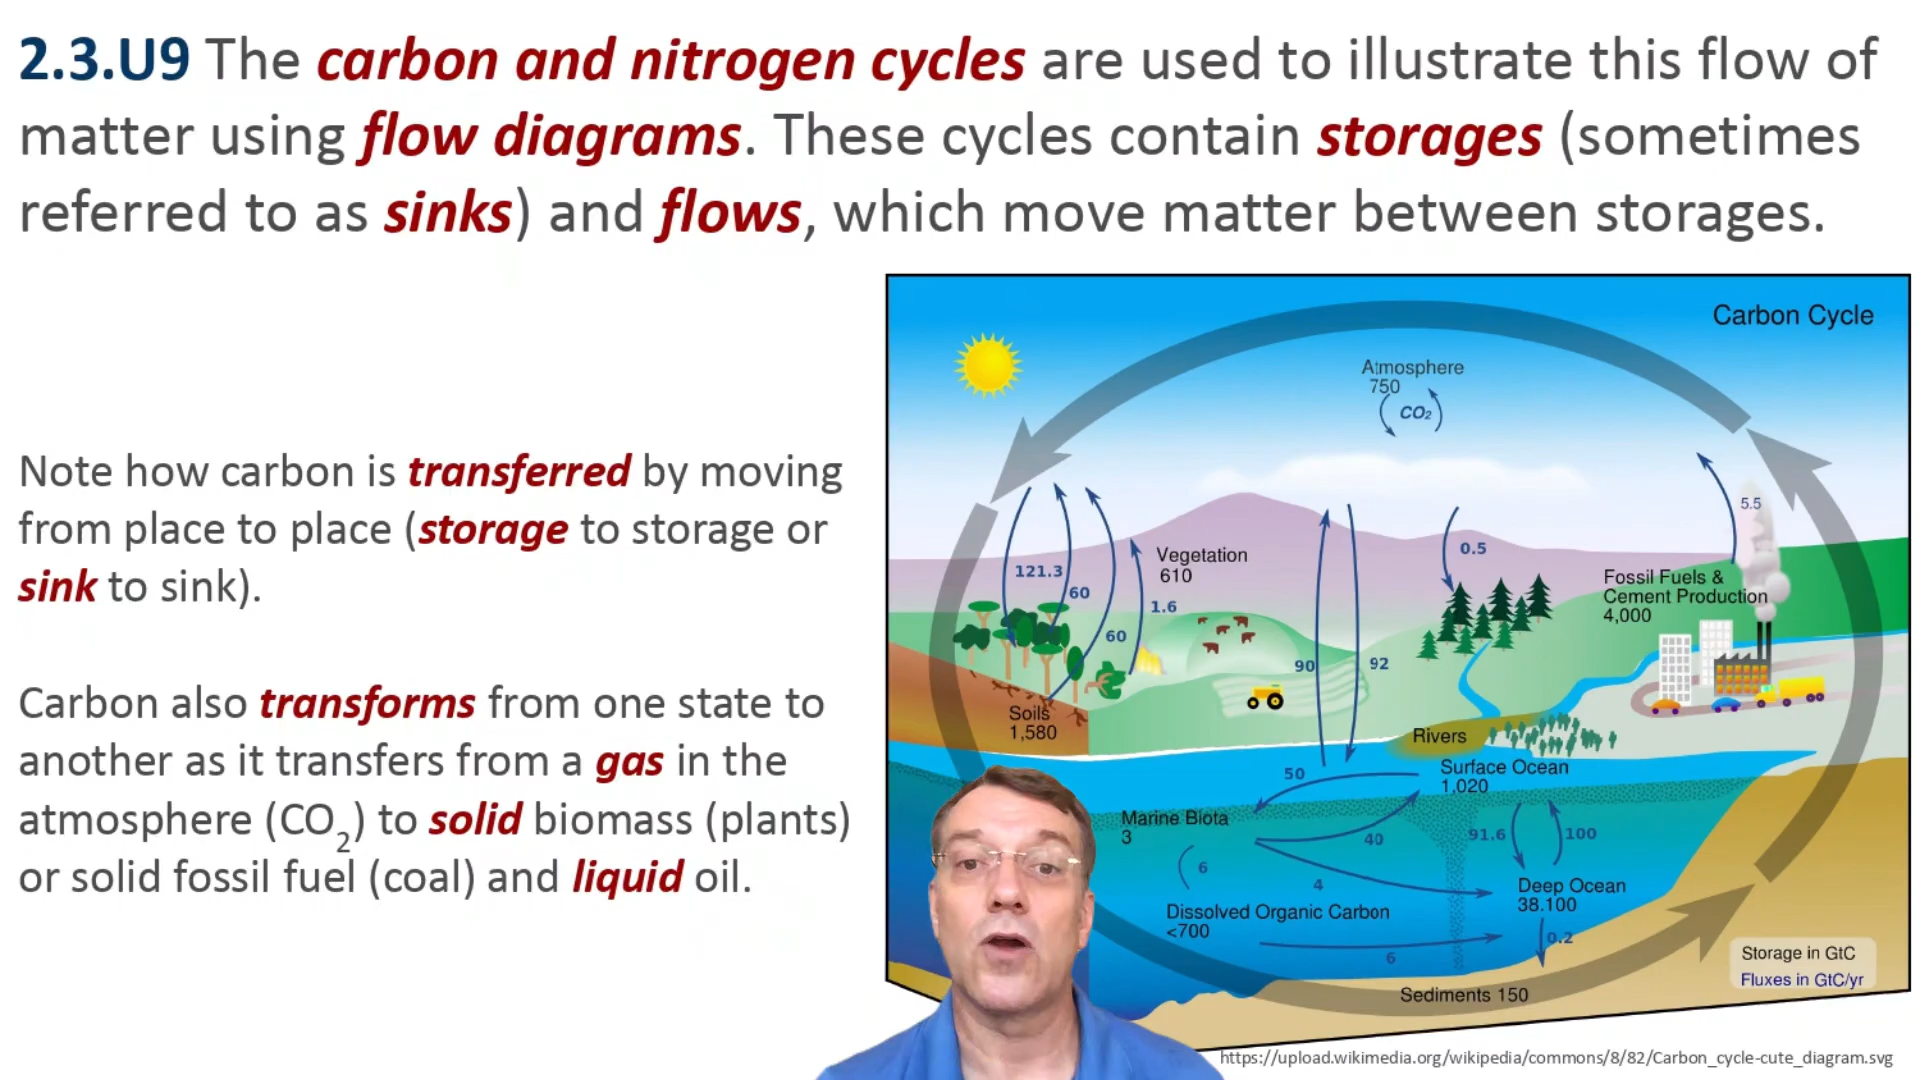 2.3.U9 The carbon and nitrogen cycles are used to illustrate this flow of
matter using flow diagrams. These cycles contain storages (sometimes
referred to as sinks) and flows, which move matter between storages.
Note how carbon is transferred by moving
from place to place (storage to storage or
sink to sink).
Carbon also transforms from one state to
another as it transfers from a gas in the
atmosphere (CO₂) to solid biomass (plants)
or solid fossil fuel (coal) and liquid oil.
Carbon Cycle
Atmosphere
750
CO₂
5.5
121.3
60
60
1.6
Vegetation
610
0.5
Fossil Fuels &
Cement Production
4,000
90
92
Soils
1,580
Rivers
50
Surface Ocean
1,020
Marine Biota
3
40
91.6
100
6
4
Deep Ocean
38.100
Dissolved Organic Carbon
<700
6
0.2
Sediments 150
Storage in GtC
Fluxes in GtC/yr
https://upload.wikimedia.org/wikipedia/commons/8/82/Carbon_cycle-cute_diagram.svg